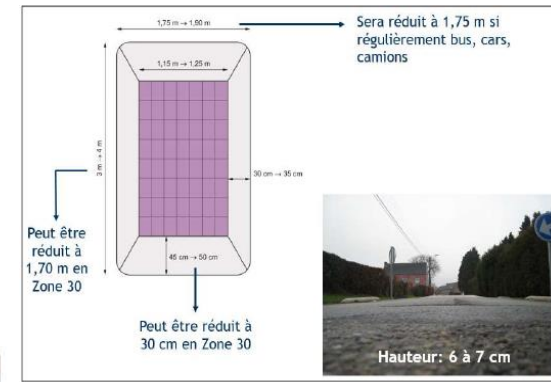 1,75 m → 1,90 m
Sera réduit à 1,75 m si
régulièrement bus, cars,
camions
1,15 m → 1,25 m
3 m → 4 m
30 cm → 35 cm
Peut être
réduit à
1,70 m en
Zone 30
45 cm → 50 cm
Peut être réduit à
30 cm en Zone 30
Hauteur: 6 à 7 cm